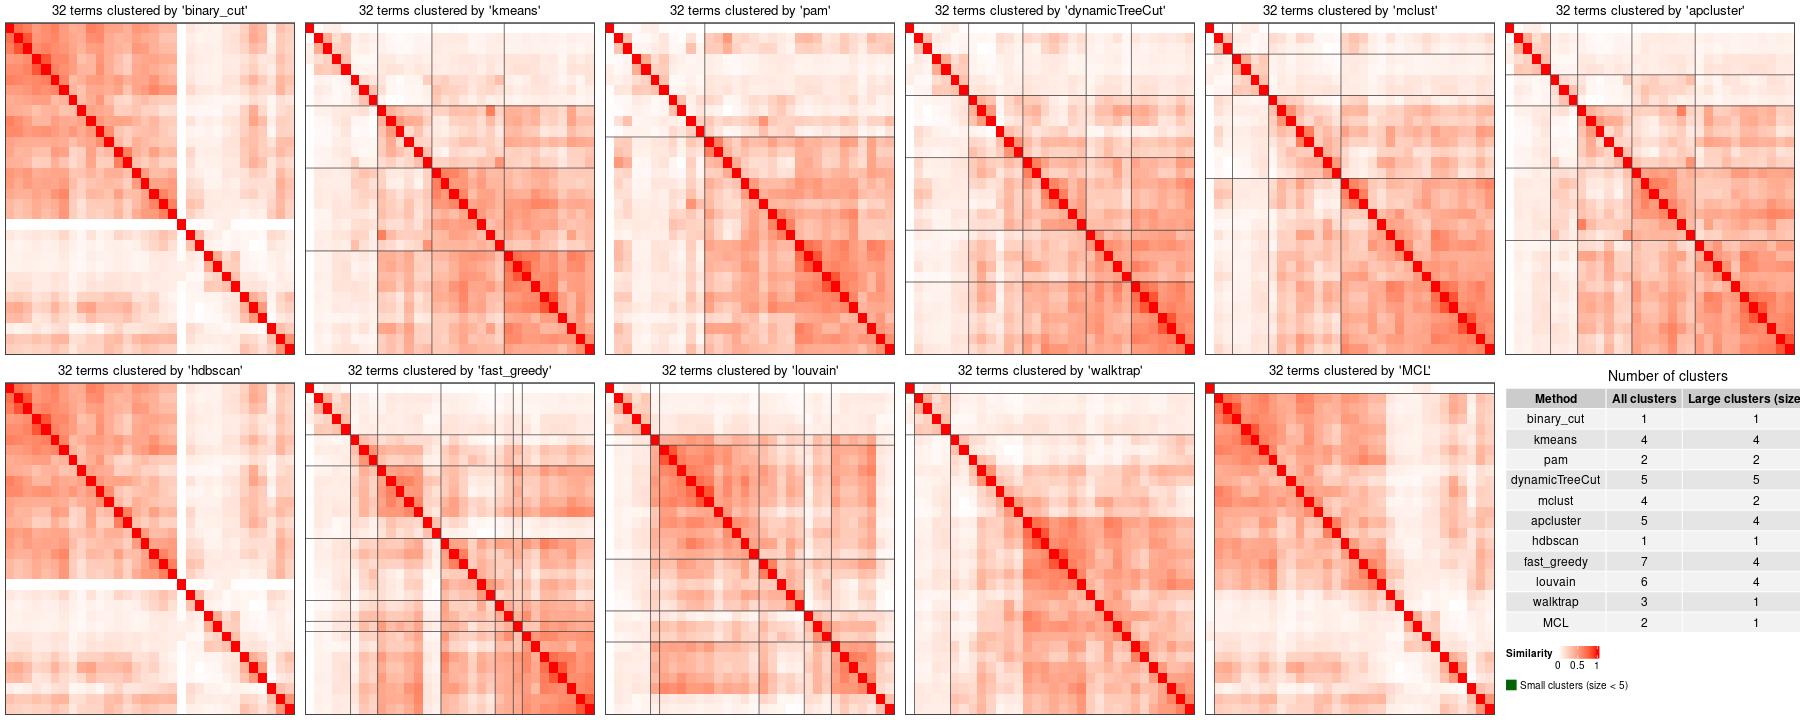 32 terms clustered by 'binary_cut'
32 terms clustered by 'kmeans'
32 terms clustered by 'pam'
32 terms clustered by 'dynamicTreeCut'
32 terms clustered by 'mclust'
32 terms clustered by 'apcluster'
32 terms clustered by 'hdbscan'
32 terms clustered by 'fast_greedy'
32 terms clustered by 'louvain'
32 terms clustered by 'walktrap'
32 terms clustered by 'MCL'
Number of clusters
Method All clusters Large clusters (size
binary_cut 1 1
kmeans 4 4
pam 2 2
dynamicTreeCut 5 5
mclust 4 2
apcluster 5 4
hdbscan 1 1
fast_greedy 7 4
louvain 6 4
walktrap 3 1
MCL 2 1
Similarity
0 0.5 1
Small clusters (size < 5)